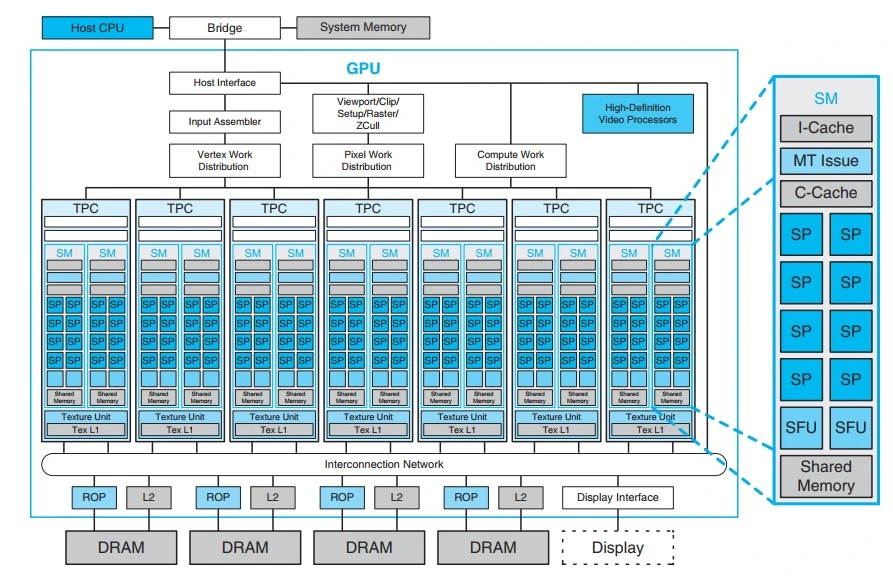 Host CPU
Bridge
System Memory
GPU
Host Interface
Viewport/Clip/
Setup/Raster/
ZCull
High-Definition
Video Processors
Input Assembler
Vertex Work
Distribution
Pixel Work
Distribution
Compute Work
Distribution
TPC TPC TPC TPC TPC TPC TPC
SM SM SM SM SM SM SM SM SM SM SM SM SM SM
SP SP SP SP SP SP SP SP SP SP SP SP SP SP SP SP SP SP SP SP SP SP SP SP SP SP SP SP
SP SP SP SP SP SP SP SP SP SP SP SP SP SP SP SP SP SP SP SP SP SP SP SP SP SP SP SP
SP SP SP SP SP SP SP SP SP SP SP SP SP SP SP SP SP SP SP SP SP SP SP SP SP SP SP SP
SP SP SP SP SP SP SP SP SP SP SP SP SP SP SP SP SP SP SP SP SP SP SP SP SP SP SP SP
Shared Shared Shared Shared Shared Shared Shared Shared Shared Shared Shared Shared Shared Shared
Memory Memory Memory Memory Memory Memory Memory Memory Memory Memory Memory Memory Memory Memory
Texture Unit Texture Unit Texture Unit Texture Unit Texture Unit Texture Unit Texture Unit
Tex L1 Tex L1 Tex L1 Tex L1 Tex L1 Tex L1 Tex L1
Interconnection Network
ROP L2 ROP L2 ROP L2 ROP L2 Display Interface
DRAM DRAM DRAM DRAM Display
SM
I-Cache
MT Issue
C-Cache
SP SP
SP SP
SP SP
SP SP
SFU SFU
Shared
Memory